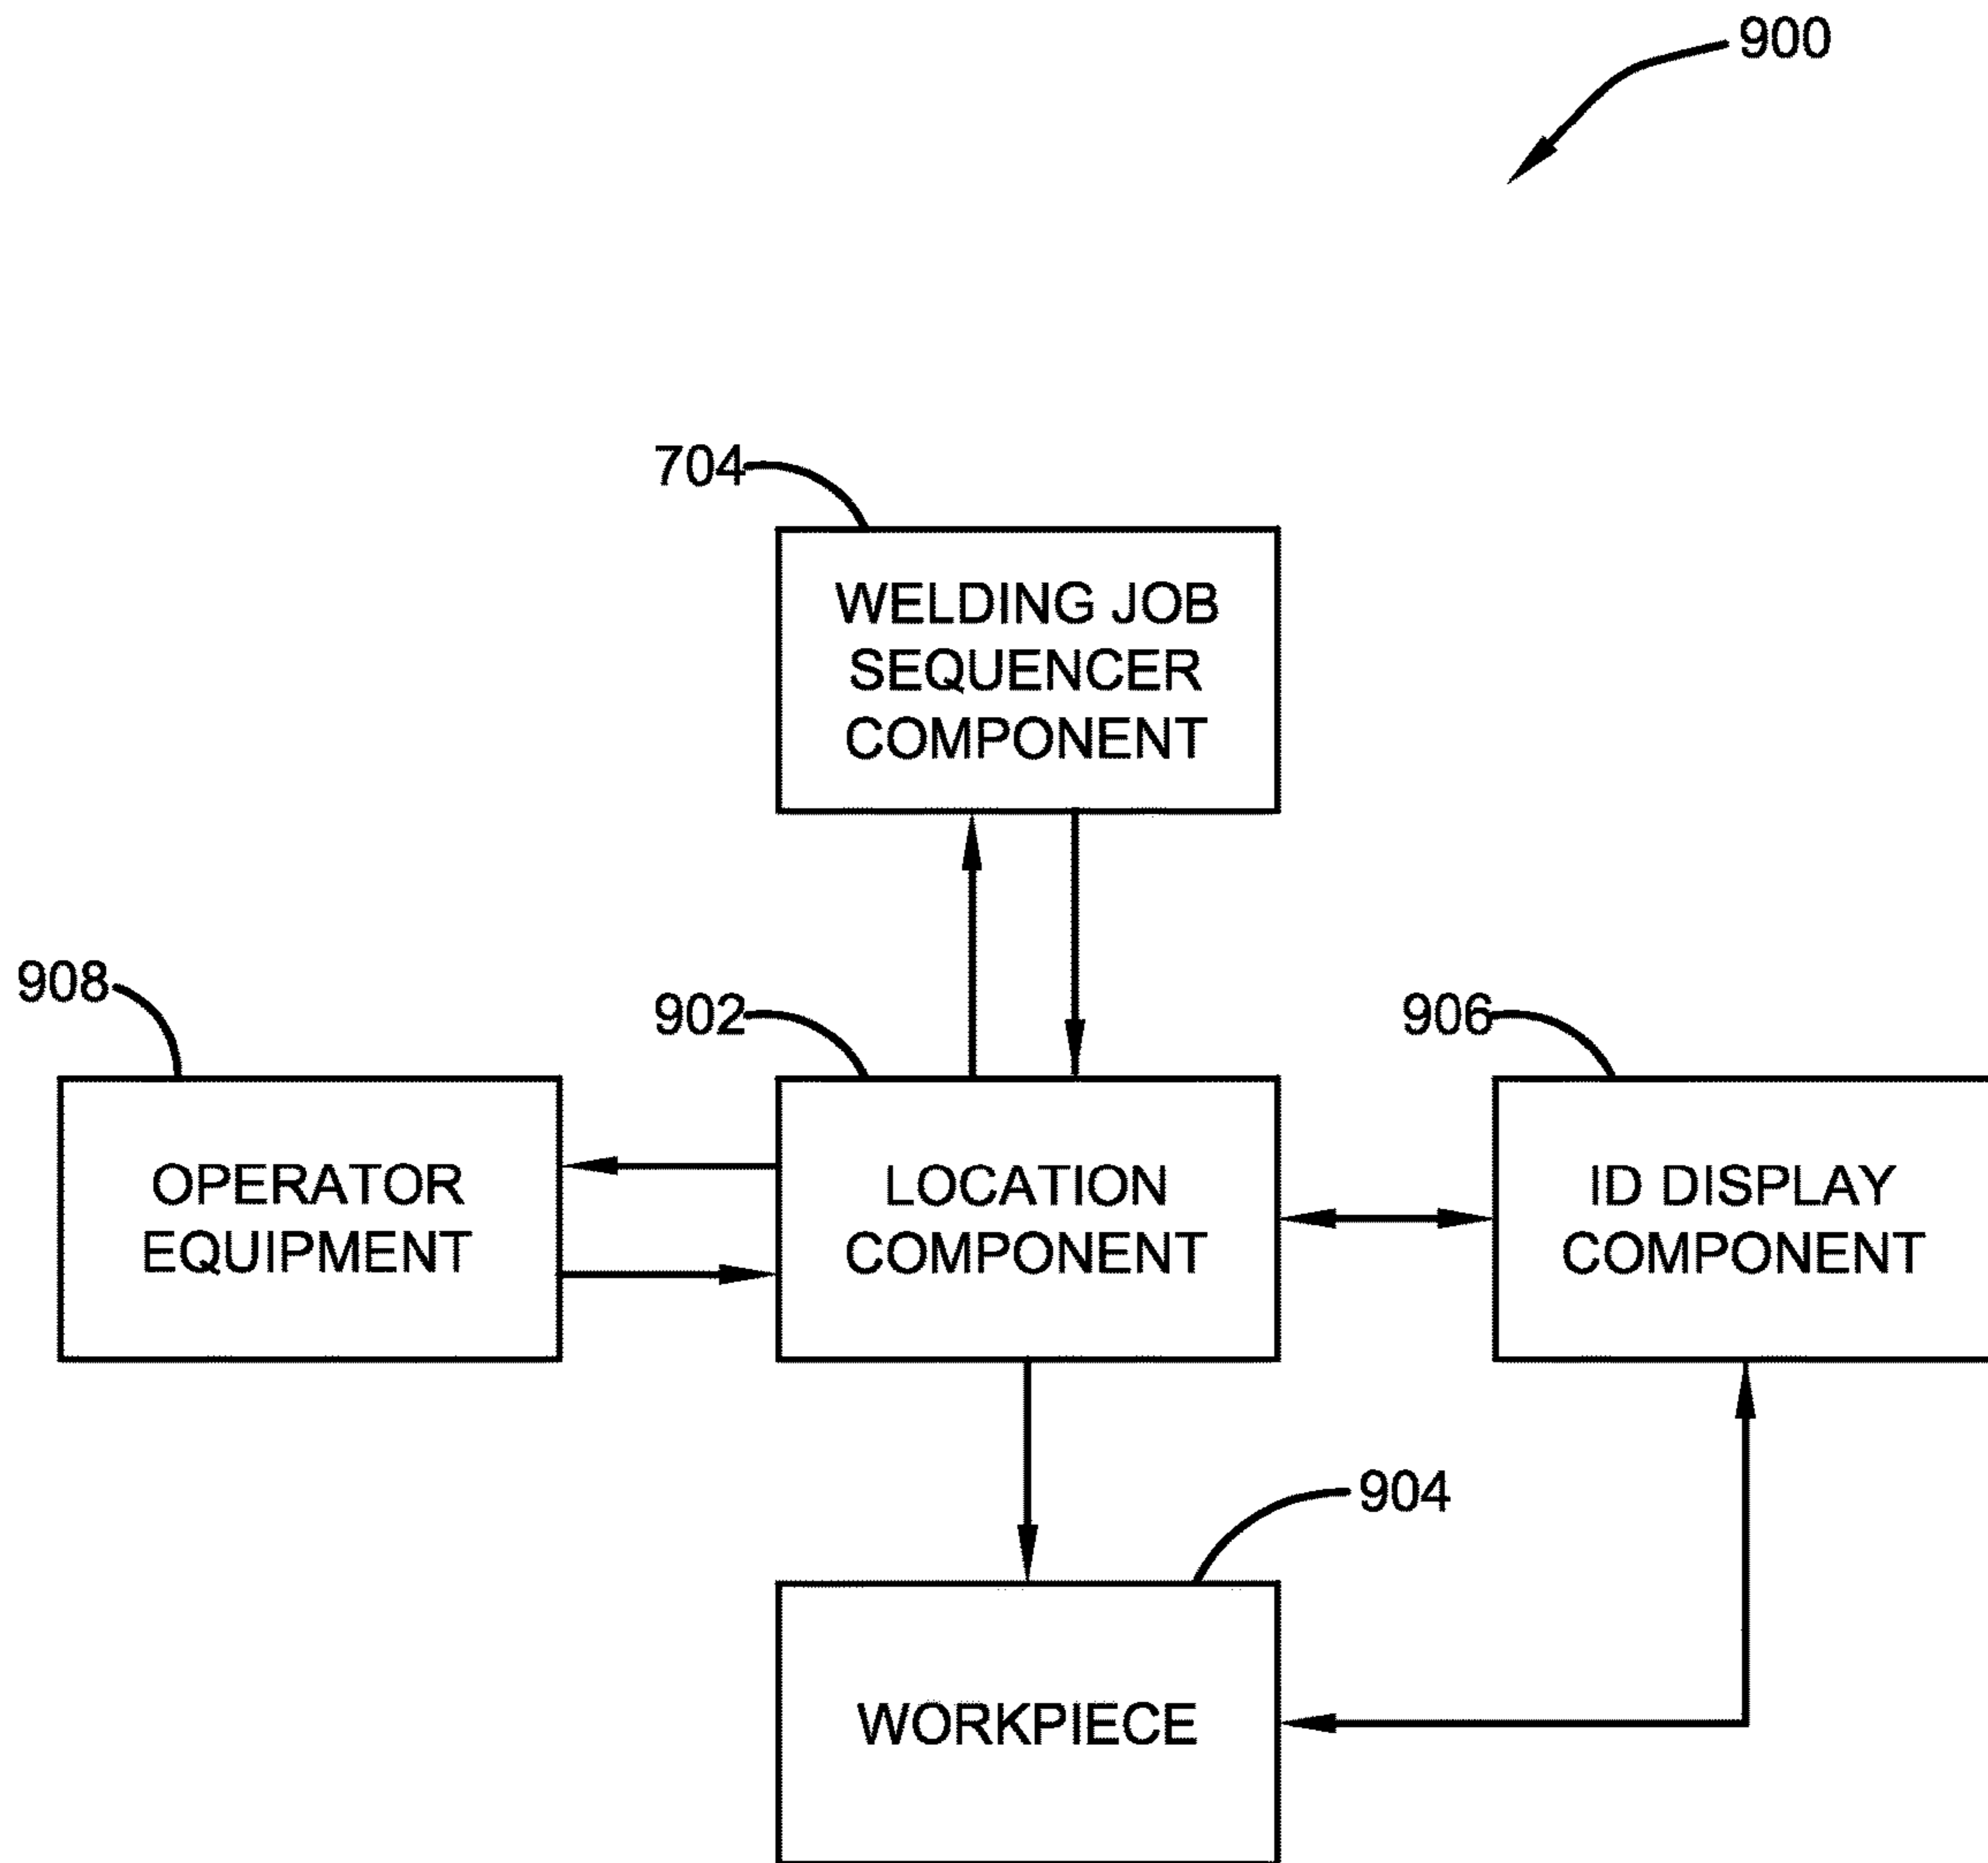 900
704
WELDING JOB
SEQUENCER
COMPONENT
908
902
906
OPERATOR
EQUIPMENT
LOCATION
COMPONENT
ID DISPLAY
COMPONENT
904
WORKPIECE